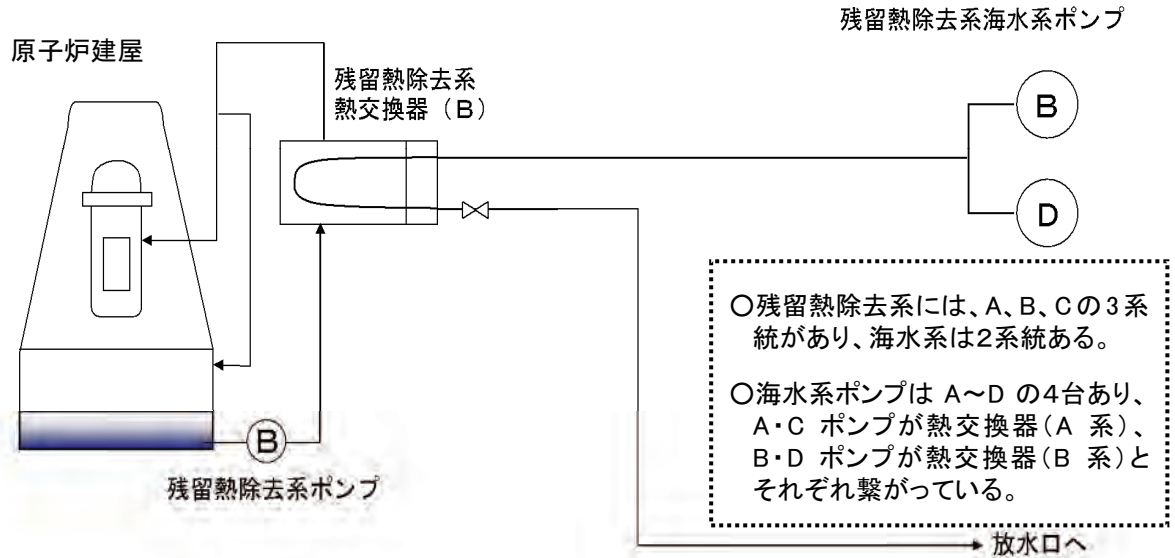 残留熱除去系海水系ポンプ
原子炉建屋
残留熱除去系
熱交換器（B）
B
D
○残留熱除去系には、A、B、Cの3系
統があり、海水系は2系統ある。
○海水系ポンプは A～D の4台あり、
A・C ポンプが熱交換器(A 系)、
B・D ポンプが熱交換器(B 系)と
それぞれ繋がっている。
B
残留熱除去系ポンプ
放水口へ